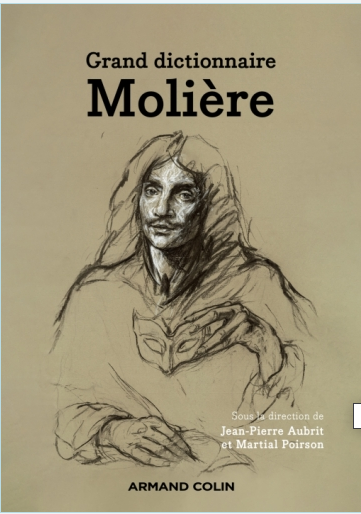 Grand dictionnaire
Molière
Sous la direction de
Jean-Pierre Aubrit
et Martial Poirson
ARMAND COLIN